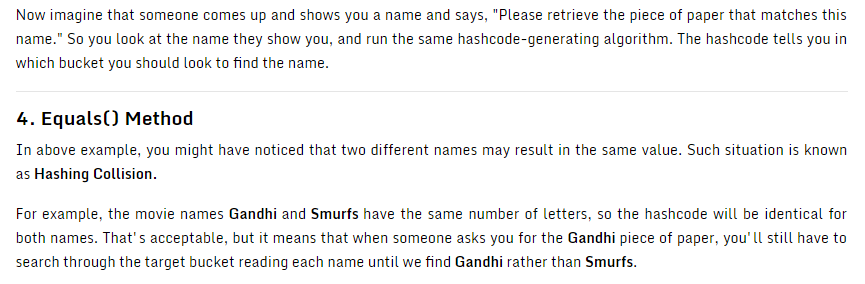 Now imagine that someone comes up and shows you a name and says, "Please retrieve the piece of paper that matches this
name." So you look at the name they show you, and run the same hashcode-generating algorithm. The hashcode tells you in
which bucket you should look to find the name.
4. Equals() Method
In above example, you might have noticed that two different names may result in the same value. Such situation is known
as Hashing Collision.
For example, the movie names Gandhi and Smurfs have the same number of letters, so the hashcode will be identical for
both names. That's acceptable, but it means that when someone asks you for the Gandhi piece of paper, you'll still have to
search through the target bucket reading each name until we find Gandhi rather than Smurfs.